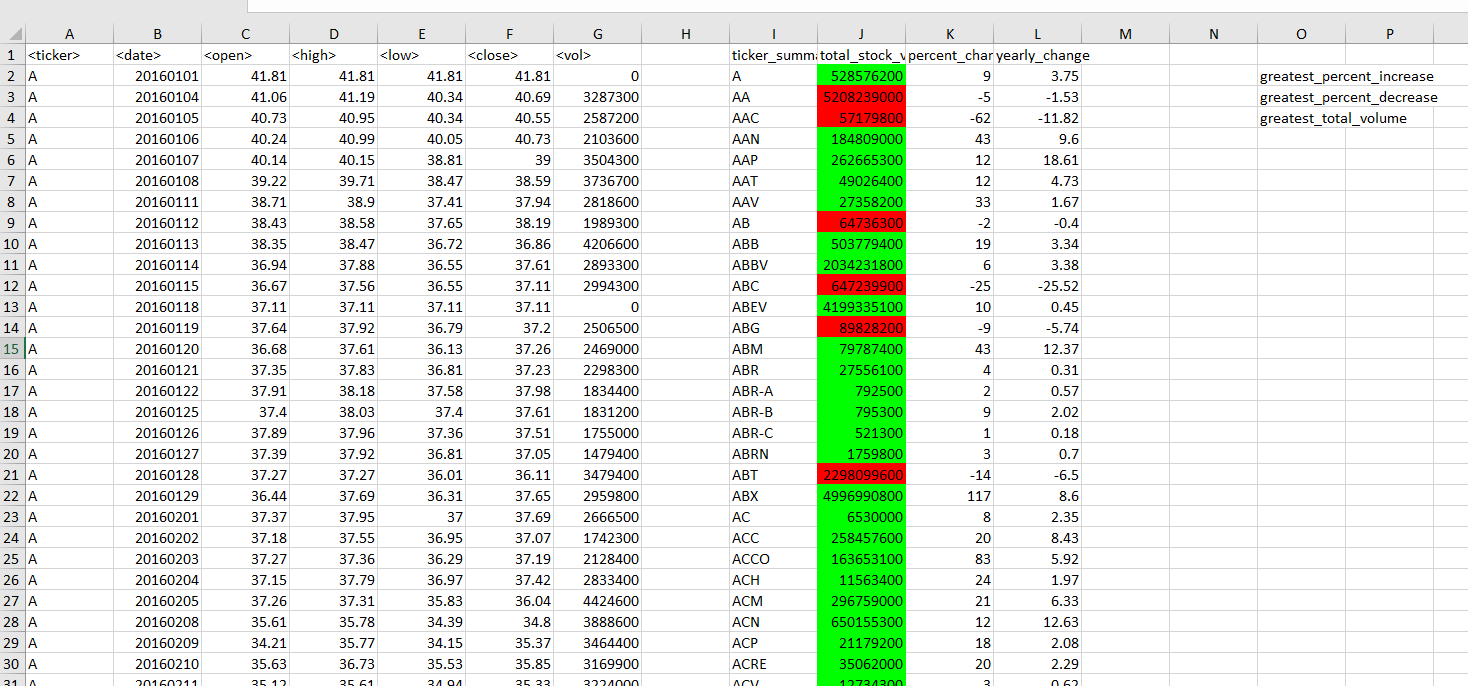 A B C D E F G H I J K L M N O P
1 <ticker> <date> <open> <high> <low> <close> <vol> ticker_summa total_stock_v percent_char yearly_change
2 A 20160101 41.81 41.81 41.81 41.81 0 A 528576200 9 3.75 greatest_percent_increase
3 A 20160104 41.06 41.19 40.34 40.69 3287300 AA 5208239000 -5 -1.53 greatest_percent_decrease
4 A 20160105 40.73 40.95 40.34 40.55 2587200 AAC 57179800 -62 -11.82 greatest_total_volume
5 A 20160106 40.24 40.99 40.05 40.73 2103600 AAN 184809000 43 9.6
6 A 20160107 40.14 40.15 38.81 39 3504300 AAP 262665300 12 18.61
7 A 20160108 39.22 39.71 38.47 38.59 3736700 AAT 49026400 12 4.73
8 A 20160111 38.71 38.9 37.41 37.94 2818600 AAV 27358200 33 1.67
9 A 20160112 38.43 38.58 37.65 38.19 1989300 AB 64736300 -2 -0.4
10 A 20160113 38.35 38.47 36.72 36.86 4206600 ABB 503779400 19 3.34
11 A 20160114 36.94 37.88 36.55 37.61 2893300 ABBV 2034231800 6 3.38
12 A 20160115 36.67 37.56 36.55 37.11 2994300 ABC 647239900 -25 -25.52
13 A 20160118 37.11 37.11 37.11 37.11 0 ABEV 4199335100 10 0.45
14 A 20160119 37.64 37.92 36.79 37.2 2506500 ABG 89828200 -9 -5.74
15 A 20160120 36.68 37.61 36.13 37.26 2469000 ABM 79787400 43 12.37
16 A 20160121 37.35 37.83 36.81 37.23 2298300 ABR 27556100 4 0.31
17 A 20160122 37.91 38.18 37.58 37.98 1834400 ABR-A 792500 2 0.57
18 A 20160125 37.4 38.03 37.4 37.61 1831200 ABR-B 795300 9 2.02
19 A 20160126 37.89 37.96 37.36 37.51 1755000 ABR-C 521300 1 0.18
20 A 20160127 37.39 37.92 36.81 37.05 1479400 ABRN 1759800 3 0.7
21 A 20160128 37.27 37.27 36.01 36.11 3479400 ABT 2298099600 -14 -6.5
22 A 20160129 36.44 37.69 36.31 37.65 2959800 ABX 4996990800 117 8.6
23 A 20160201 37.37 37.95 37 37.69 2666500 AC 6530000 8 2.35
24 A 20160202 37.18 37.55 36.95 37.07 1742300 ACC 258457600 20 8.43
25 A 20160203 37.27 37.36 36.29 37.19 2128400 ACCO 163653100 83 5.92
26 A 20160204 37.15 37.79 36.97 37.42 2833400 ACH 11563400 24 1.97
27 A 20160205 37.26 37.31 35.83 36.04 4424600 ACM 296759000 21 6.33
28 A 20160208 35.61 35.78 34.39 34.8 3888600 ACN 650155300 12 12.63
29 A 20160209 34.21 35.77 34.15 35.37 3464400 ACP 21179200 18 2.08
30 A 20160210 35.63 36.73 35.53 35.85 3169900 ACRE 35062000 20 2.29
31 A 20160211 35.12 35.61 34.94 35.33 3224000 ACV 12734300 3 0.62